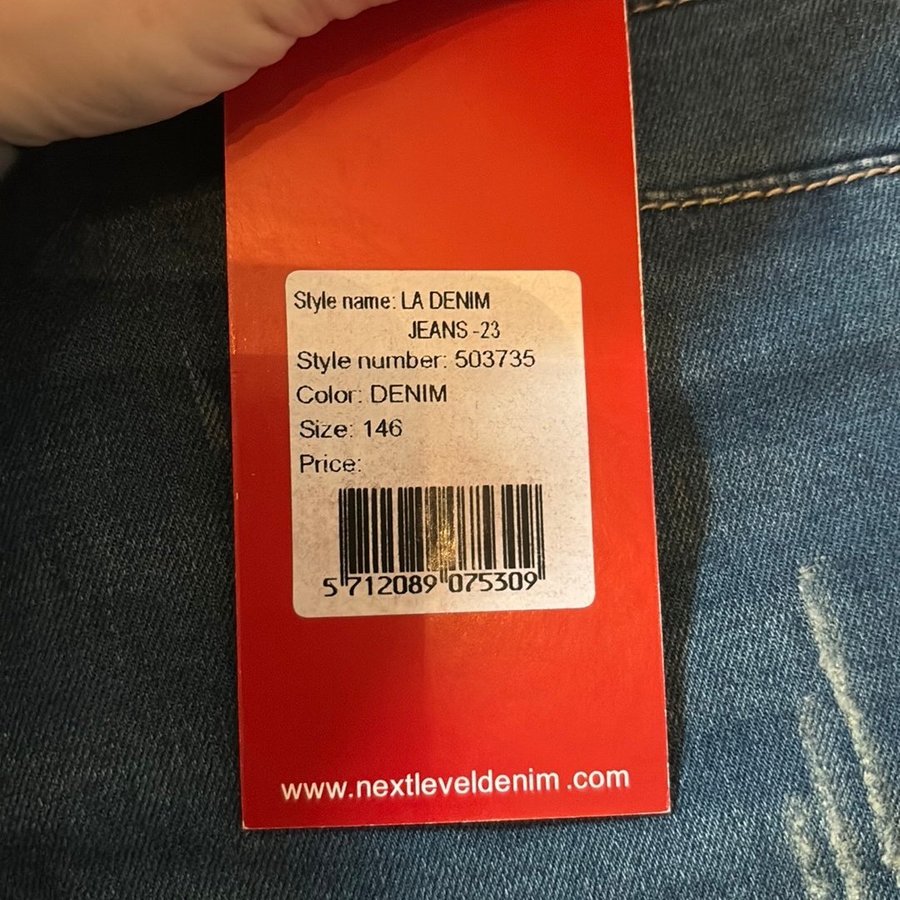 Style name: LA DENIM
JEANS -23
Style number: 503735
Color: DENIM
Size: 146
Price:
5 712089 075309
www.nextleveldenim .com